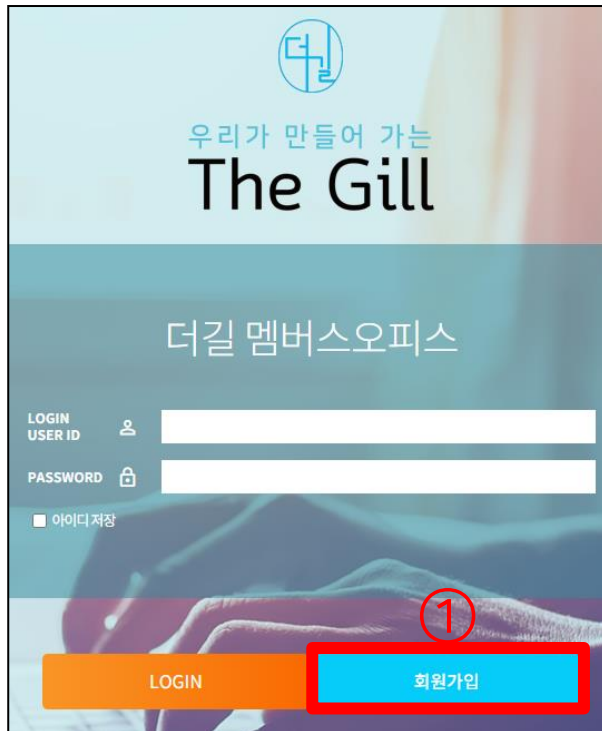 더길
우리가 만들어 가는
The Gill
더길 멤버스오피스
LOGIN
USER ID
PASSWORD
아이디 저장
①
LOGIN 회원가입